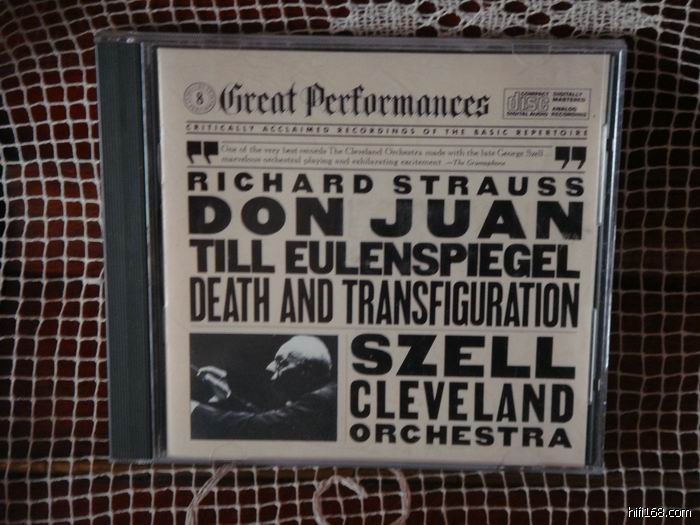 8 Great Performances
COMPACT disc DIGITAL AUDIO
DIGITALLY MASTERED
ANALOG RECORDING
CRITICALLY ACCLAIMED RECORDINGS OF THE BASIC REPERTOIRE
"One of the very best records The Cleveland Orchestra made with the late George Szell...
marvelous orchestral playing and exhilarating excitement.—The Gramophone"
RICHARD STRAUSS
DON JUAN
TILL EULENSPIEGEL
DEATH AND TRANSFIGURATION
SZELL
CLEVELAND
ORCHESTRA
hifi168.com